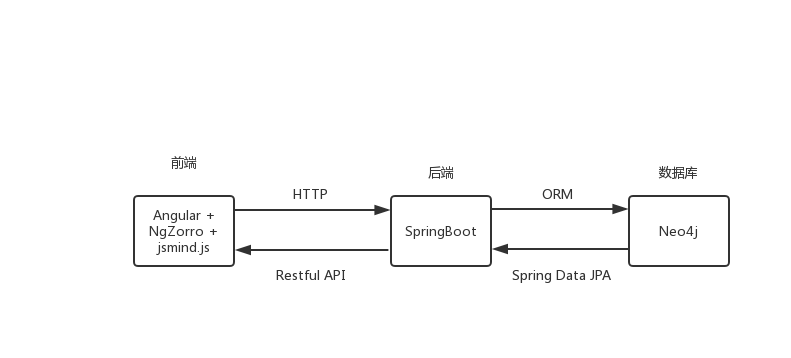 前端
后端
数据库
HTTP
ORM
Angular +
NgZorro +
jsmind.js
SpringBoot
Neo4j
Restful API
Spring Data JPA